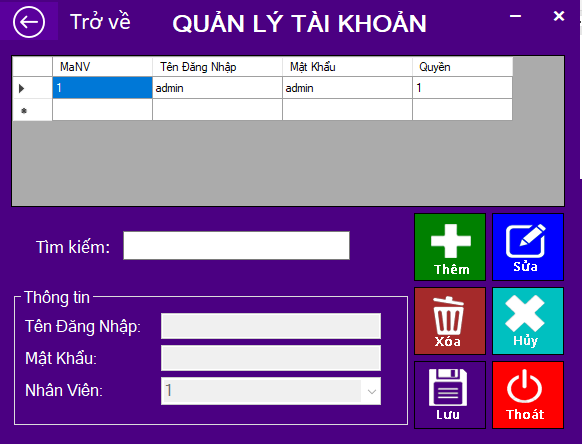 Trở về
QUẢN LÝ TÀI KHOẢN
MaNV Tên Đăng Nhập Mật Khẩu Quyền
1 admin admin 1
Tìm kiếm:
Thêm
Sửa
Thông tin
Tên Đăng Nhập:
Mật Khẩu:
Nhân Viên: 1
Xóa
Hủy
Lưu
Thoát